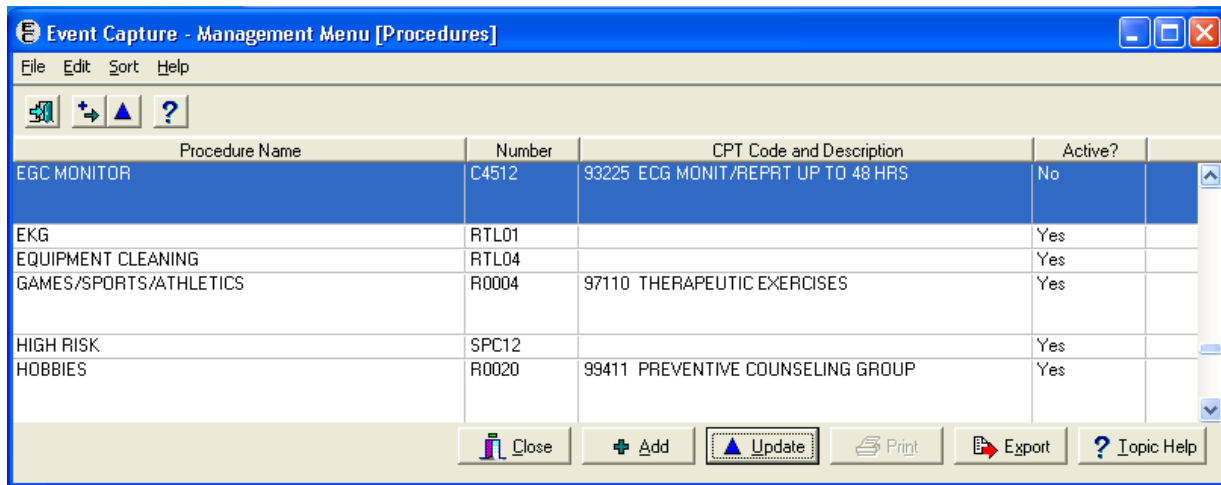 Event Capture - Management Menu [Procedures]
File Edit Sort Help
?
Procedure Name Number CPT Code and Description Active?
EGC MONITOR C4512 93225 ECG MONIT/REPRT UP TO 48 HRS No
EKG RTL01 Yes
EQUIPMENT CLEANING RTL04 Yes
GAMES/SPORTS/ATHLETICS R0004 97110 THERAPEUTIC EXERCISES Yes
HIGH RISK SPC12 Yes
HOBBIES R0020 99411 PREVENTIVE COUNSELING GROUP Yes
Close Add Update Print Export ? Topic Help